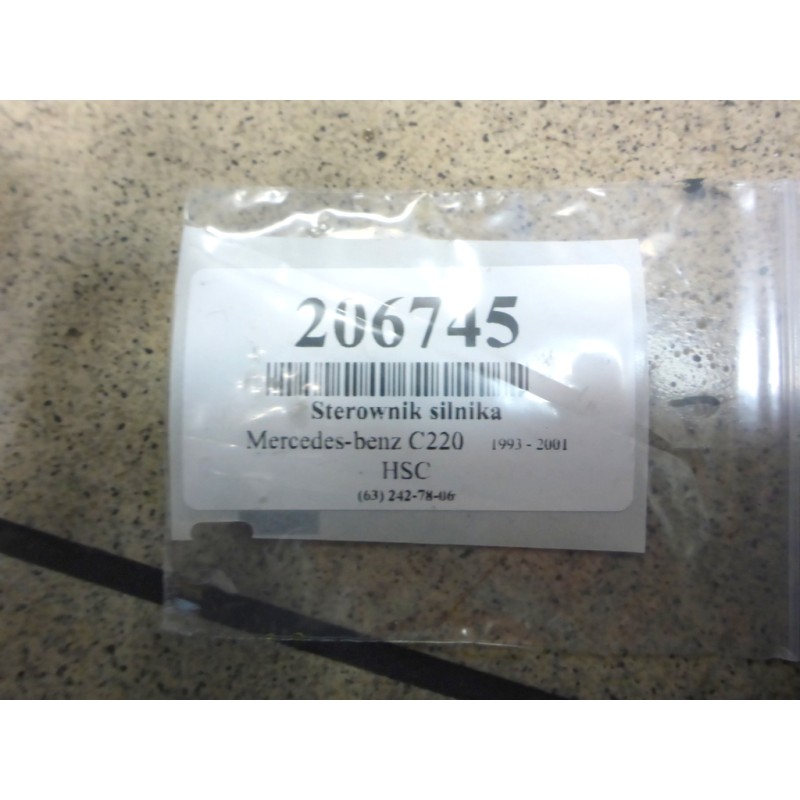 206745
Sterownik silnika
Mercedes-benz C220 1993 - 2001
HSC
(63) 242-78-06